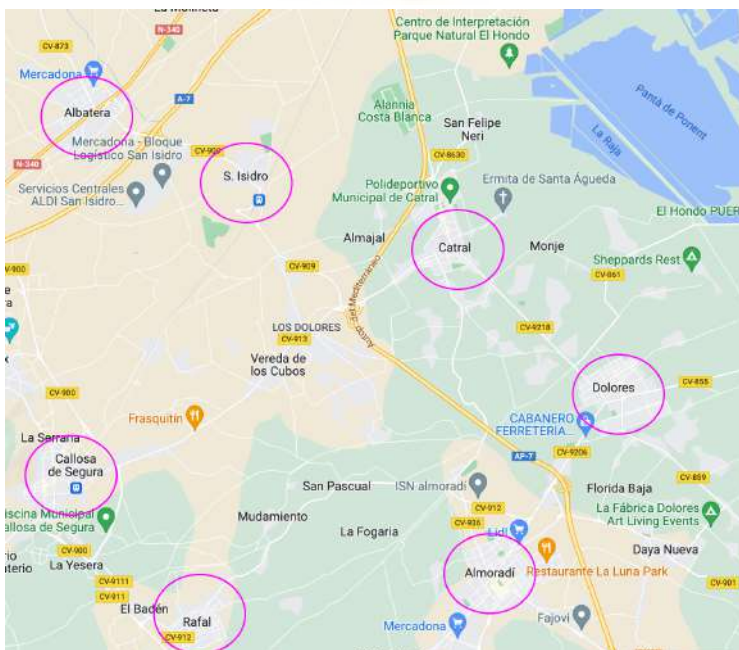 La Molineta
CV-873
N-340
Mercadona
Albatera
A-7
Centro de Interpretación
Parque Natural El Hondo
Alannia
Costa Blanca
San Felipe
Neri
CV-8630
Pantà de Ponent
La Raja
Mercadona - Bloque
Logístico San Isidro
CV-900
N-340
S. Isidro
Servicios Centrales
ALDI San Isidro...
Polideportivo
Municipal de Catral
Ermita de Santa Águeda
El Hondo PUER
Almajal
Catral
Monje
Sheppards Rest
CV-900
CV-909
CV-861
Autop. del Mediterráneo
CV-9218
LOS DOLORES
CV-913
Vereda de
los Cubos
CV-900
Dolores
CV-855
Frasquitín
CABANERO
FERRETERIA...
La Serrana
Callosa
de Segura
AP-7
CV-9206
CV-859
San Pascual
ISN almoradí
Florida Baja
iscina Municipal
allosa de Segura
Mudamiento
CV-912
La Fábrica Dolores
Art Living Events
La Fogaria
CV-935
Lidl
CV-900
La Yesera
Daya Nueva
CV-9111
CV-911
Almoradí
Restaurante La Luna Park
CV-901
El Badén
Rafal
CV-912
Mercadona
Fajovi